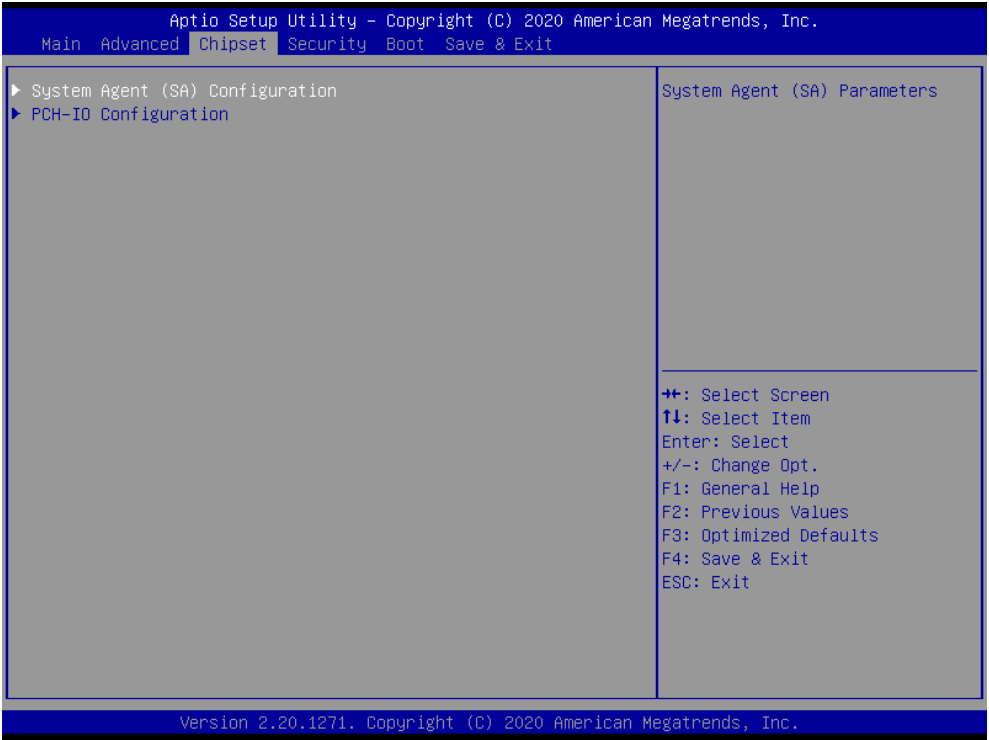 Aptio Setup Utility – Copyright (C) 2020 American Megatrends, Inc.
Main Advanced Chipset Security Boot Save & Exit
▶ System Agent (SA) Configuration
▶ PCH-IO Configuration
System Agent (SA) Parameters
→←: Select Screen
↑↓: Select Item
Enter: Select
+/-: Change Opt.
F1: General Help
F2: Previous Values
F3: Optimized Defaults
F4: Save & Exit
ESC: Exit
Version 2.20.1271. Copyright (C) 2020 American Megatrends, Inc.